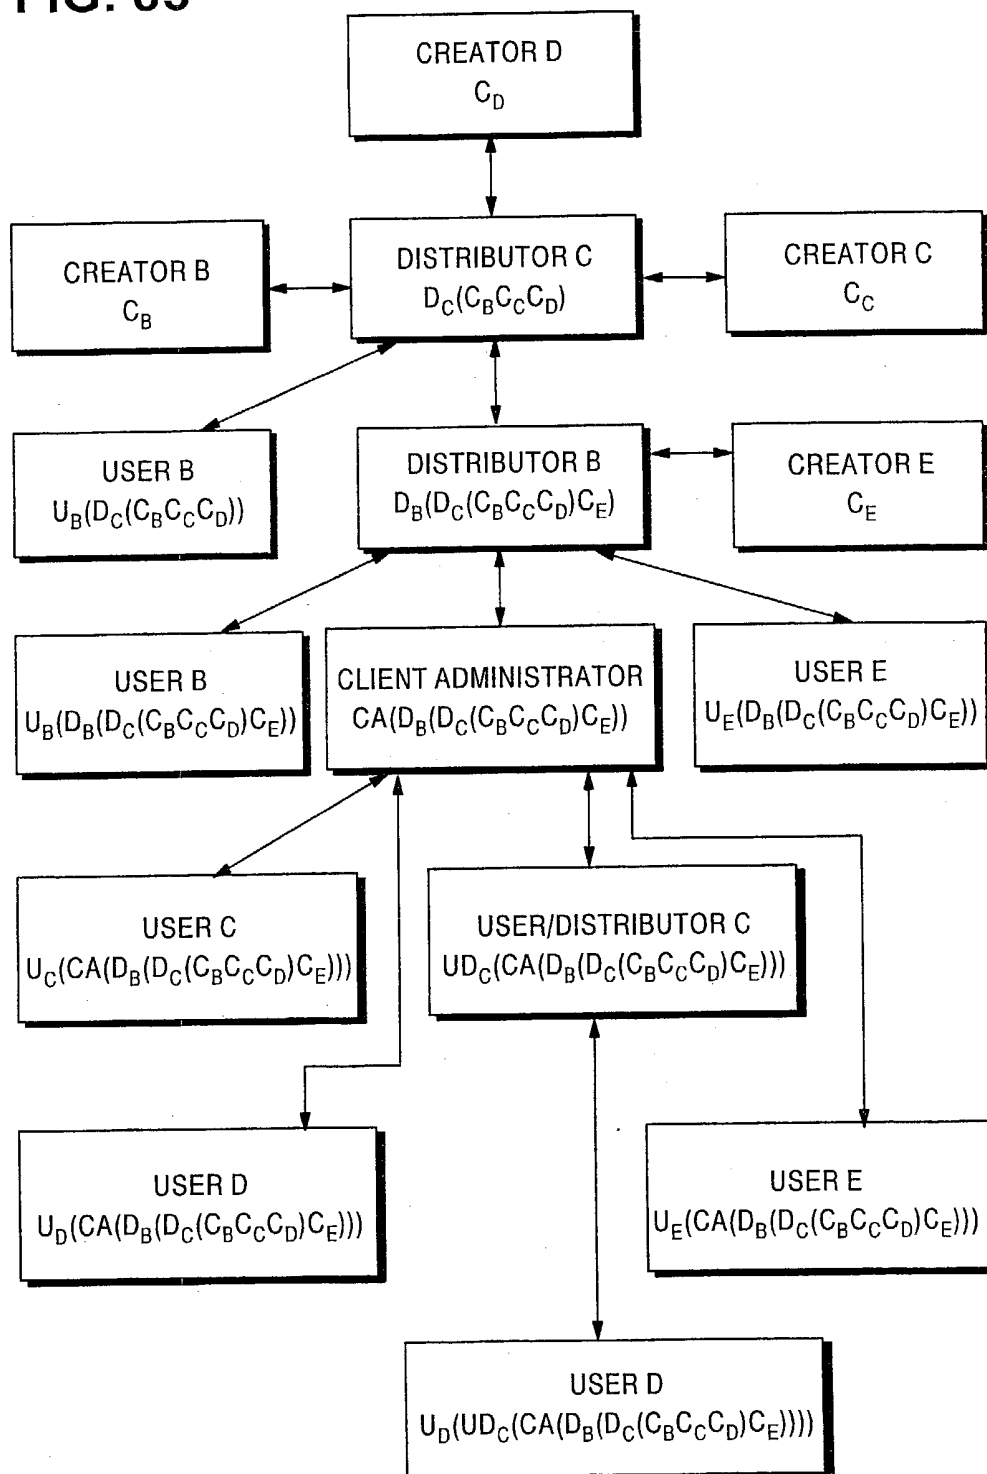 CREATOR D
C_D
CREATOR B
C_B
DISTRIBUTOR C
D_C(C_BC_CC_D)
CREATOR C
C_C
USER B
U_B(D_C(C_BC_CC_D))
DISTRIBUTOR B
D_B(D_C(C_BC_CC_D)C_E)
CREATOR E
C_E
USER B
U_B(D_B(D_C(C_BC_CC_D)C_E))
CLIENT ADMINISTRATOR
CA(D_B(D_C(C_BC_CC_D)C_E))
USER E
U_E(D_B(D_C(C_BC_CC_D)C_E))
USER C
U_C(CA(D_B(D_C(C_BC_CC_D)C_E)))
USER/DISTRIBUTOR C
UD_C(CA(D_B(D_C(C_BC_CC_D)C_E)))
USER D
U_D(CA(D_B(D_C(C_BC_CC_D)C_E)))
USER E
U_E(CA(D_B(D_C(C_BC_CC_D)C_E)))
USER D
U_D(UD_C(CA(D_B(D_C(C_BC_CC_D)C_E))))